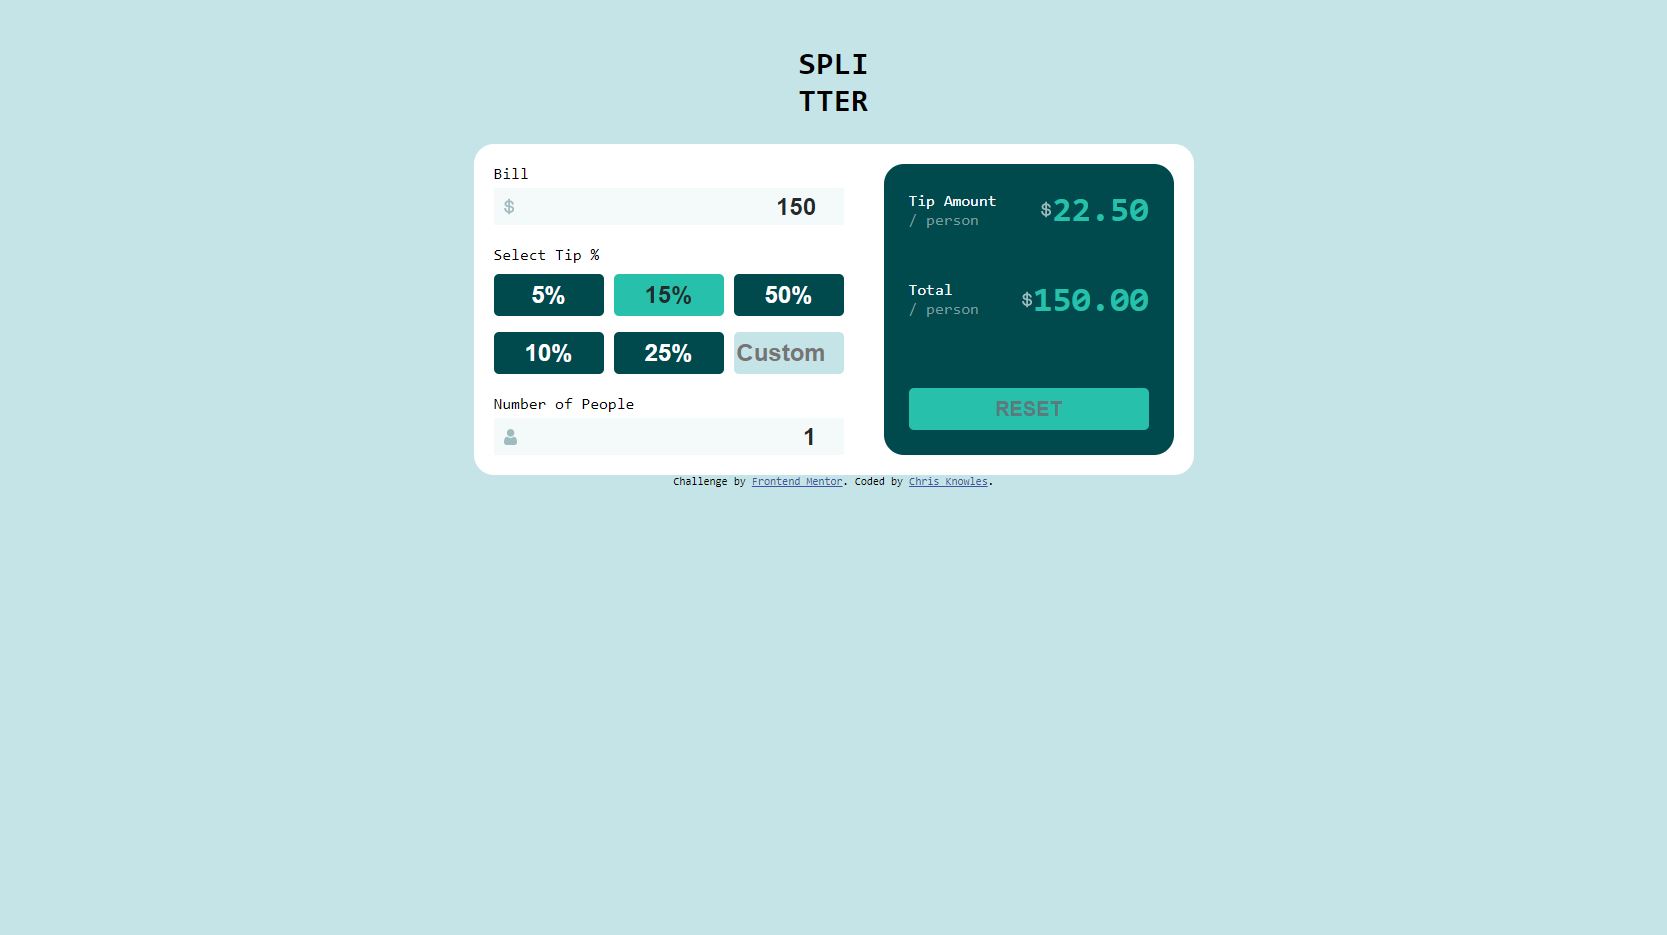 SPLI
TTER
Bill
$ 150
Select Tip %
5% 15% 50%
10% 25% Custom
Number of People
1
Tip Amount
/ person
$22.50
Total
/ person
$150.00
RESET
Challenge by Frontend Mentor. Coded by Chris Knowles.